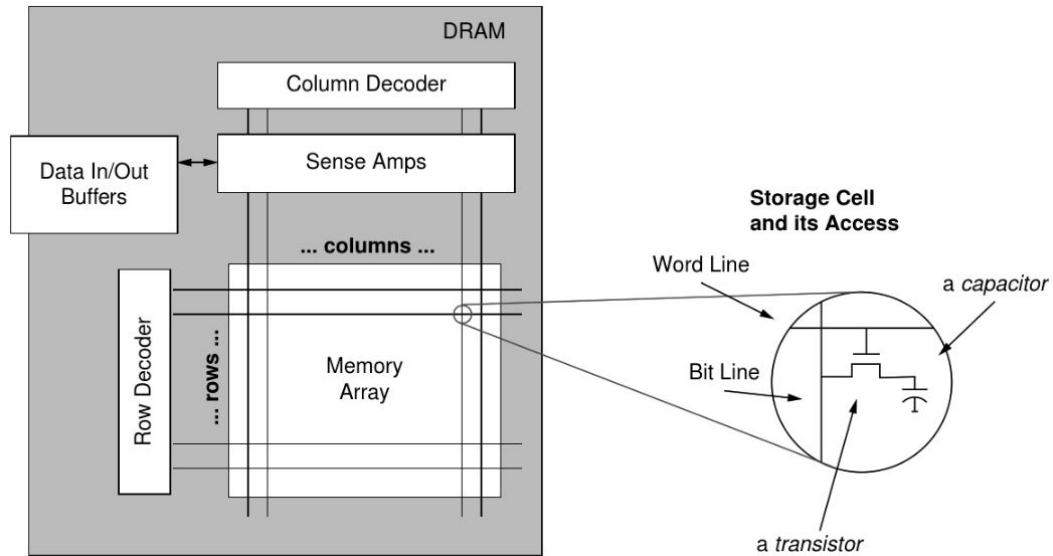 DRAM
Column Decoder
Sense Amps
Data In/Out
Buffers
... columns ...
Row Decoder
... rows ...
Memory
Array
Storage Cell
and its Access
Word Line
a capacitor
Bit Line
a transistor